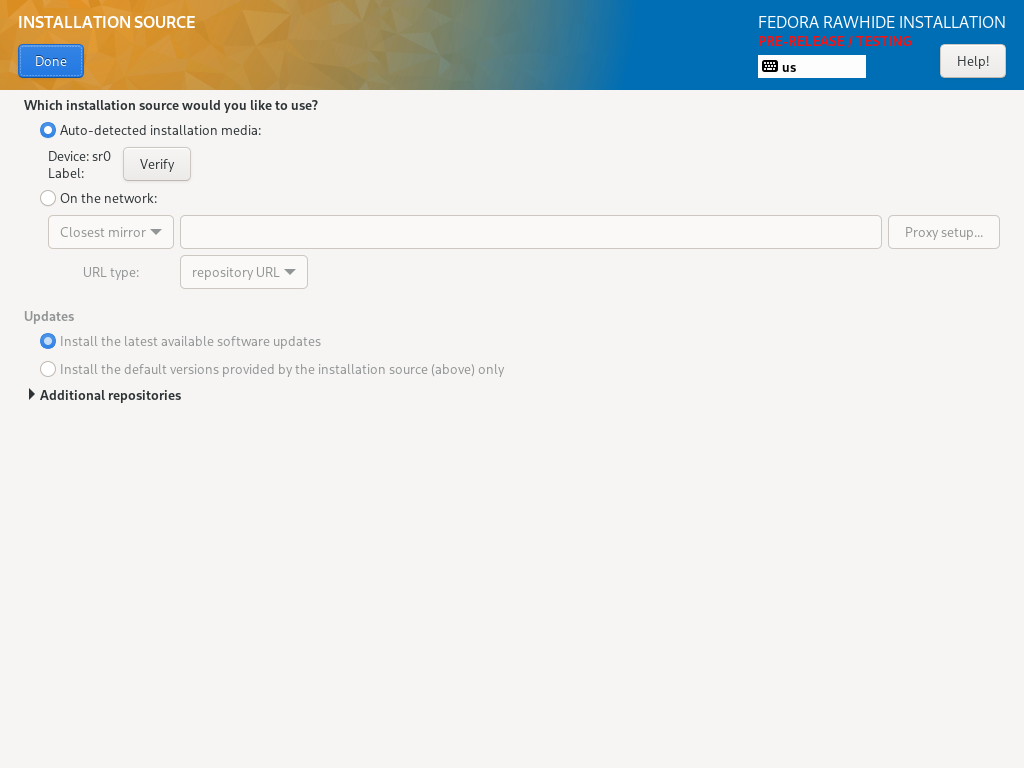 INSTALLATION SOURCE
FEDORA RAWHIDE INSTALLATION
PRE-RELEASE / TESTING
Done
us
Help!
Which installation source would you like to use?
Auto-detected installation media:
Device: sr0
Label:
Verify
On the network:
Closest mirror
Proxy setup...
URL type:
repository URL
Updates
Install the latest available software updates
Install the default versions provided by the installation source (above) only
Additional repositories